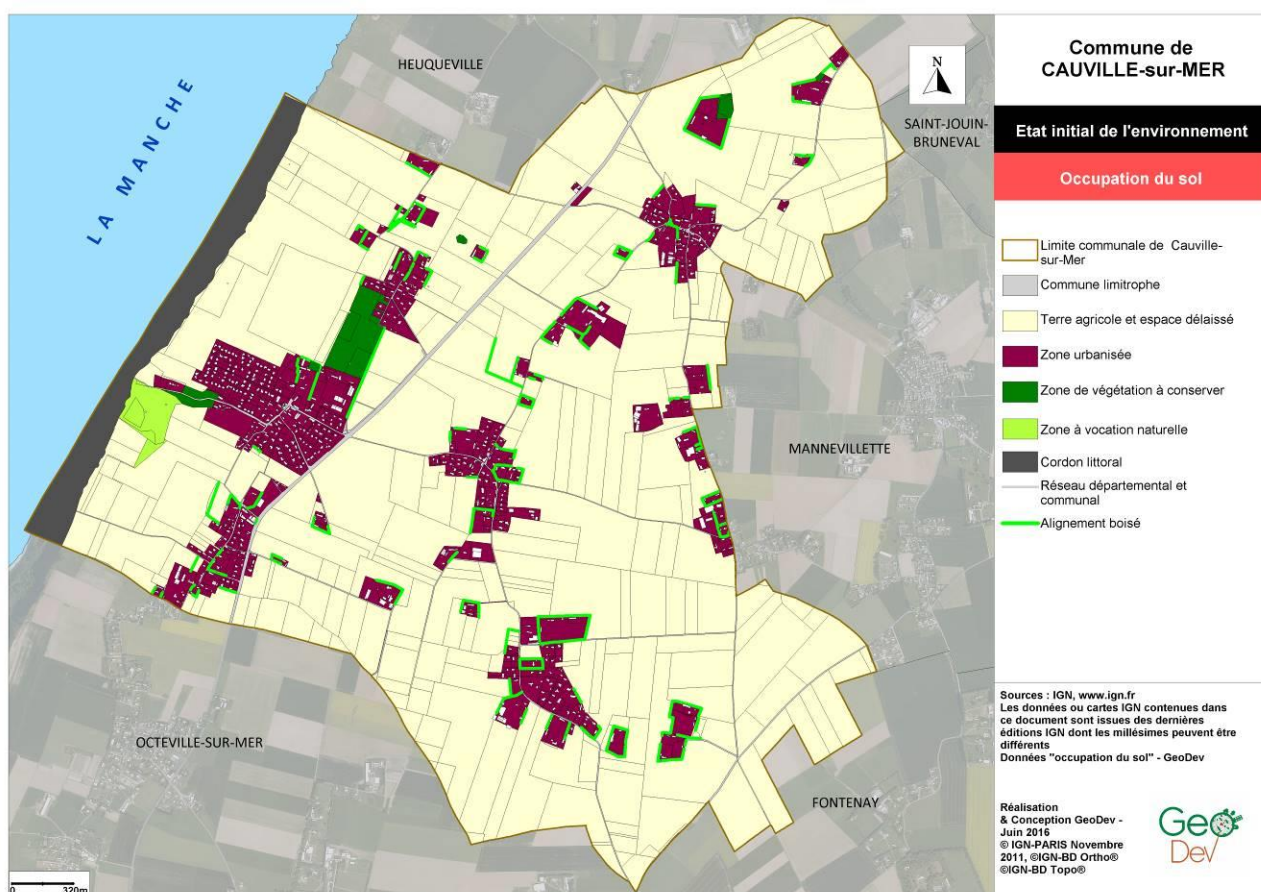 HEUQUEVILLE
N
SAINT-JOUIN-
BRUNEVAL
LA MANCHE
MANNEVILLETTE
OCTEVILLE-SUR-MER
FONTENAY
0 320m
Commune de
CAUVILLE-sur-MER
Etat initial de l'environnement
Occupation du sol
Limite communale de Cauville-
sur-Mer
Commune limitrophe
Terre agricole et espace délaissé
Zone urbanisée
Zone de végétation à conserver
Zone à vocation naturelle
Cordon littoral
Réseau départemental et
communal
Alignement boisé
Sources : IGN, www.ign.fr
Les données ou cartes IGN contenues dans
ce document sont issues des dernières
éditions IGN dont les millésimes peuvent être
différents
Données "occupation du sol" - GeoDev
Réalisation
& Conception GeoDev -
Juin 2016
© IGN-PARIS Novembre
2011, ©IGN-BD Ortho®
©IGN-BD Topo®
Geo
Dev